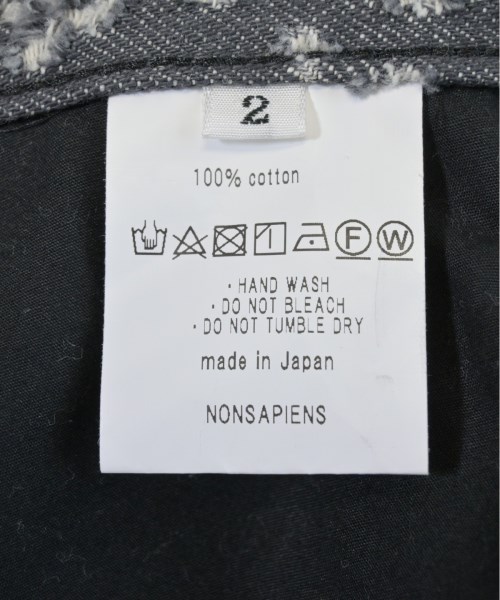 2
100% cotton
F W
· HAND WASH
· DO NOT BLEACH
· DO NOT TUMBLE DRY
made in Japan
NONSAPIENS